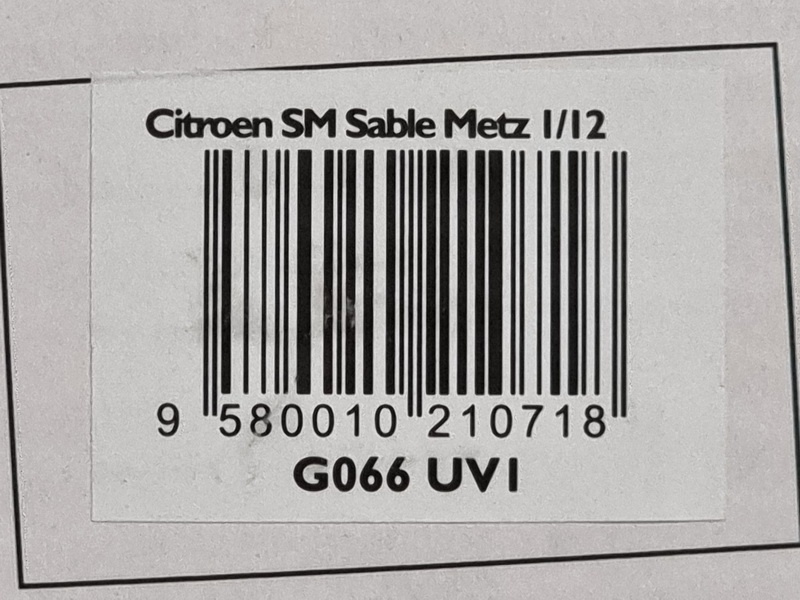 Citroen SM Sable Metz 1/12
9 580010 210718
G066 UV1